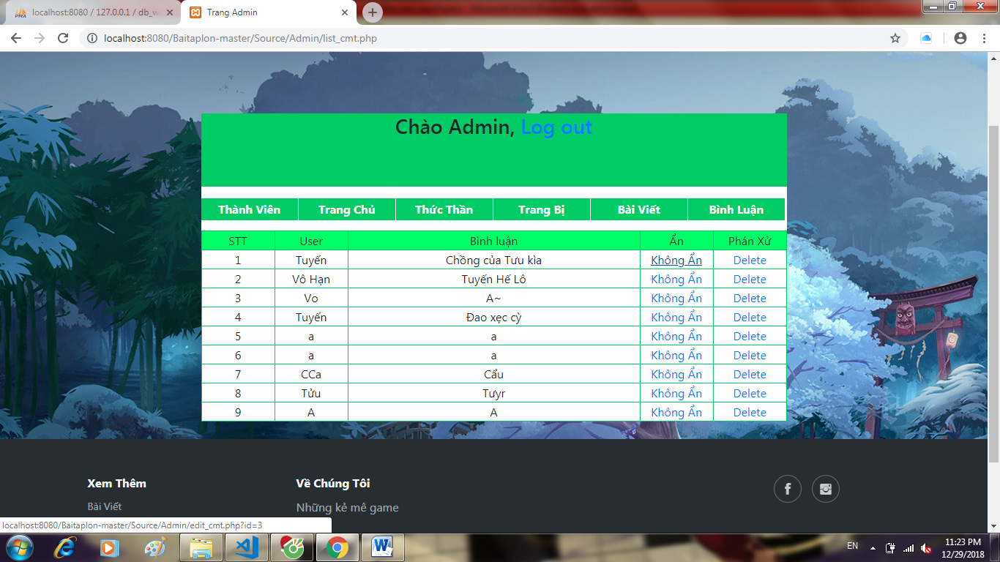 localhost:8080 / 127.0.0.1 / db_w
Trang Admin
localhost:8080/Baitaplon-master/Source/Admin/list_cmt.php
Chào Admin, Log out
Thành Viên Trang Chủ Thức Thần Trang Bị Bài Viết Bình Luận
STT User Bình luận Ẩn Phán Xử
1 Tuyến Chồng của Tưu kìa Không Ẩn Delete
2 Vô Hạn Tuyến Hế Lô Không Ẩn Delete
3 Vo A~ Không Ẩn Delete
4 Tuyến Đao xẹc cỳ Không Ẩn Delete
5 a a Không Ẩn Delete
6 a a Không Ẩn Delete
7 CCa Cẩu Không Ẩn Delete
8 Tửu Tưyr Không Ẩn Delete
9 A A Không Ẩn Delete
Xem Thêm Về Chúng Tôi
Bài Viết Những kẻ mê game
localhost:8080/Baitaplon-master/Source/Admin/edit_cmt.php?id=3
EN 11:23 PM
12/29/2018